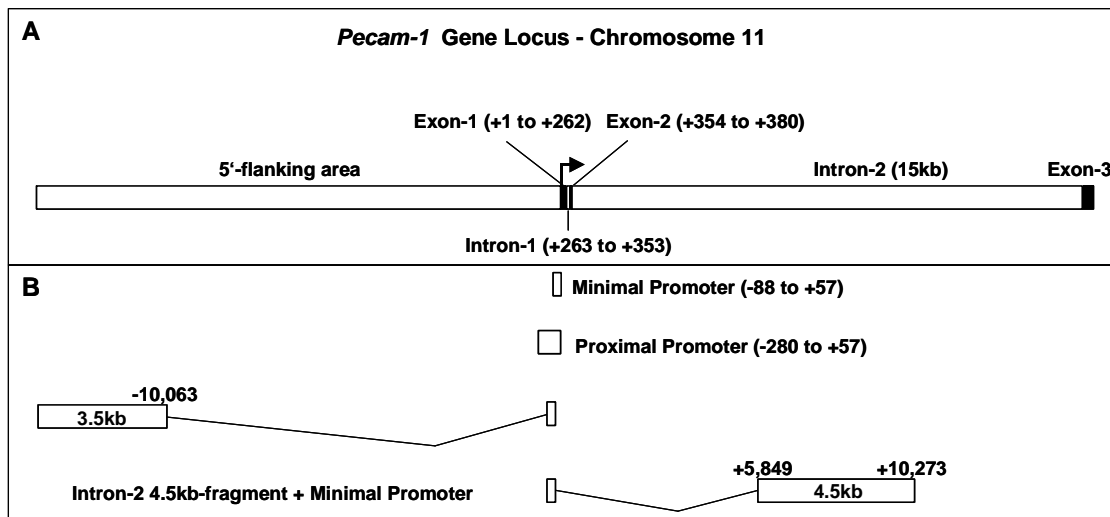 A
Pecam-1 Gene Locus - Chromosome 11
Exon-1 (+1 to +262) Exon-2 (+354 to +380)
5‘-flanking area Intron-2 (15kb) Exon-3
Intron-1 (+263 to +353)
B
Minimal Promoter (-88 to +57)
Proximal Promoter (-280 to +57)
-10,063
3.5kb
+5,849 +10,273
Intron-2 4.5kb-fragment + Minimal Promoter 4.5kb